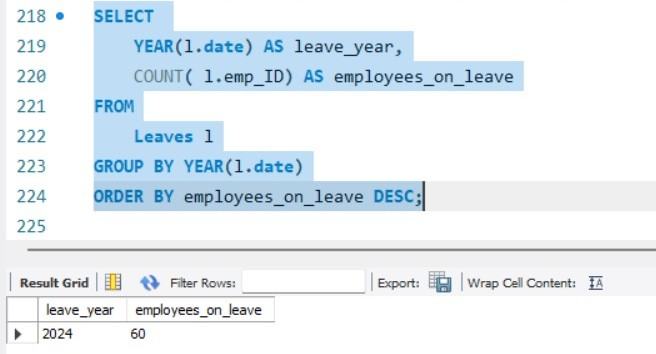 218 SELECT
219 YEAR(l.date) AS leave_year,
220 COUNT( l.emp_ID) AS employees_on_leave
221 FROM
222 Leaves l
223 GROUP BY YEAR(l.date)
224 ORDER BY employees_on_leave DESC;
225
Result Grid Filter Rows: Export: Wrap Cell Content: IA
leave_year employees_on_leave
2024 60